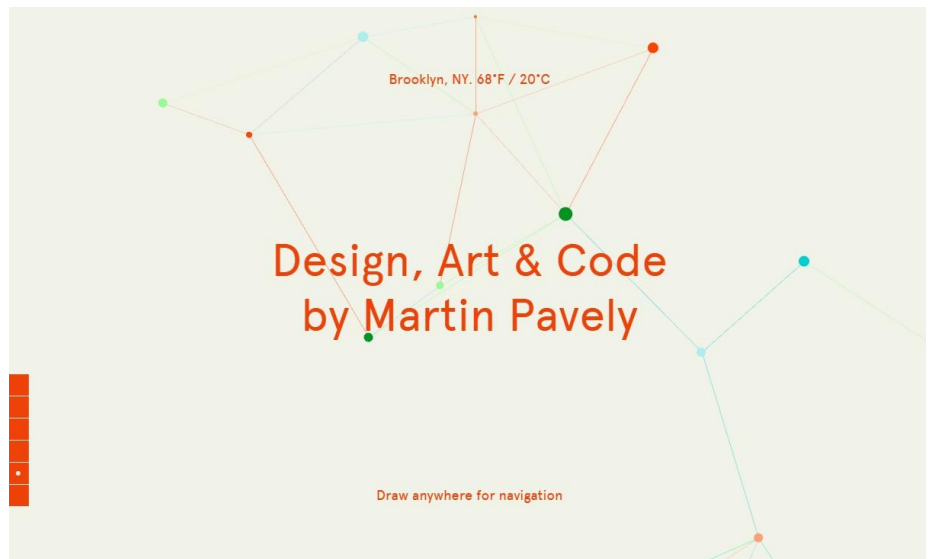 Brooklyn, NY. 68°F / 20°C
Design, Art & Code
by Martin Pavely
Draw anywhere for navigation